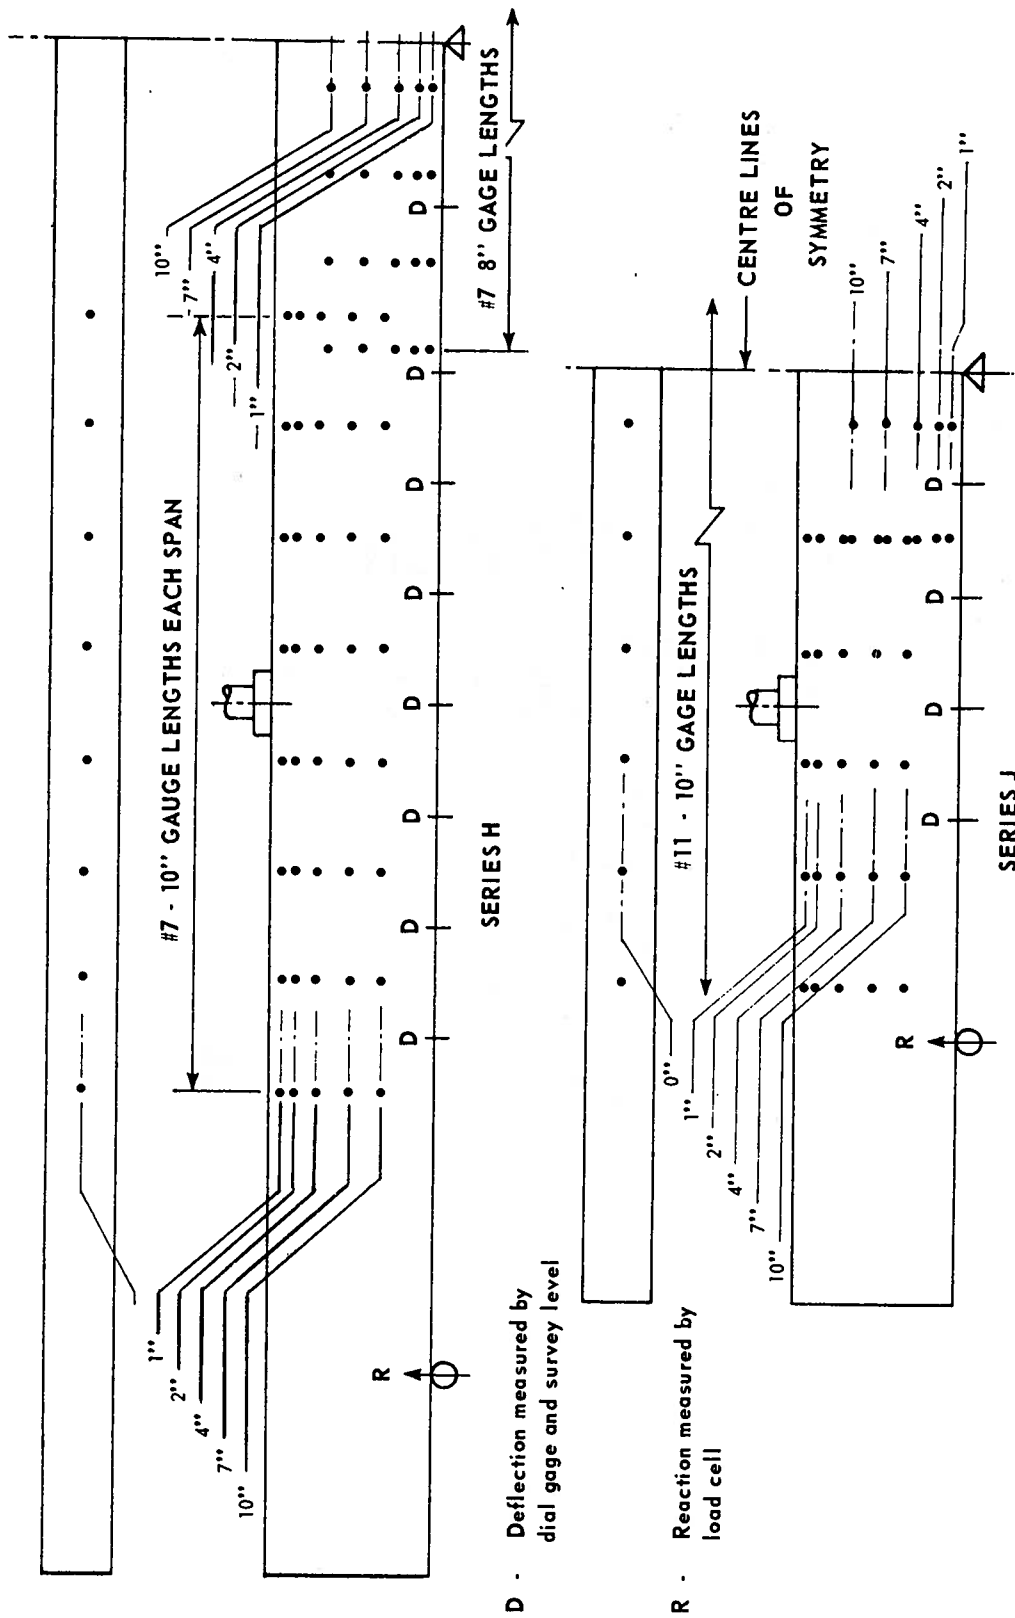 #7 - 10" GAUGE LENGTHS EACH SPAN
10"
7"
4"
2"
1"
1"
2"
4"
7"
10"
R
D
D
D
D
D
D
D
D
#7 8" GAGE LENGTHS
SERIES H
D - Deflection measured by
dial gage and survey level
R - Reaction measured by
load cell
CENTRE LINES
OF
SYMMETRY
#11 - 10" GAGE LENGTHS
0"
1"
2"
4"
7"
10"
10"
7"
4"
2"
1"
R
D
D
D
D
SERIES J